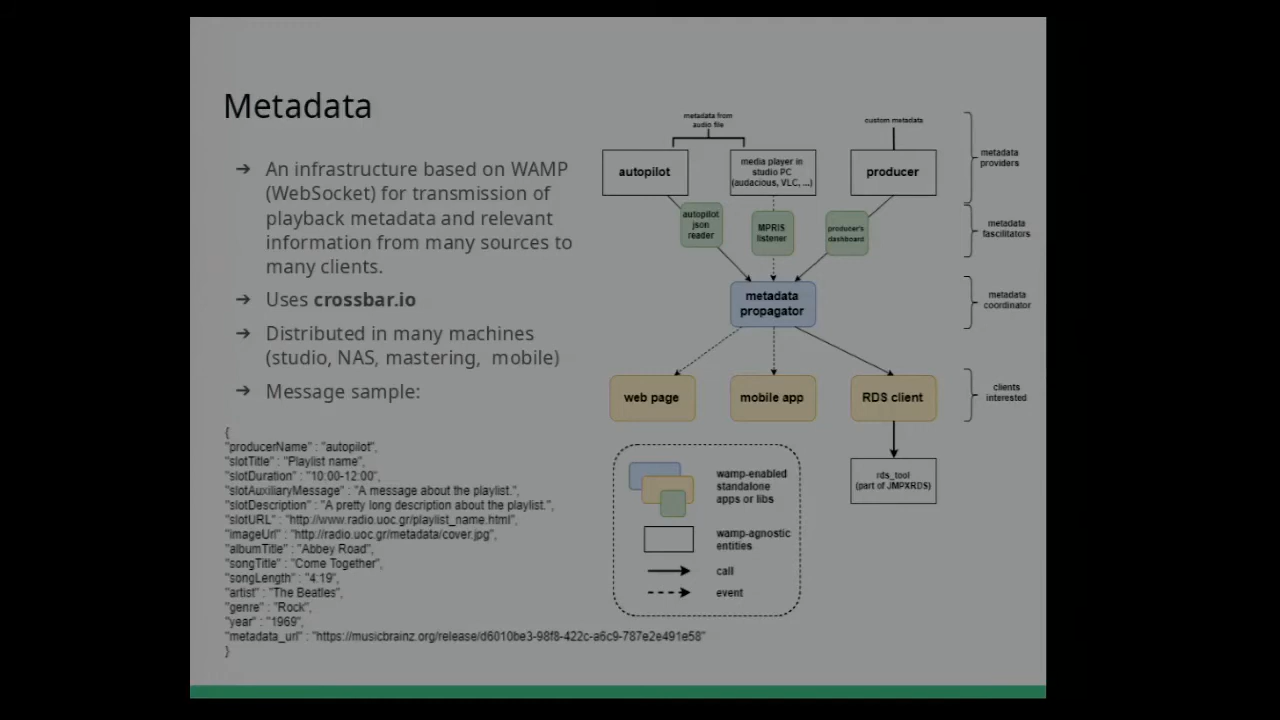 Metadata
➔ An infrastructure based on WAMP
(WebSocket) for transmission of
playback metadata and relevant
information from many sources to
many clients.
➔ Uses crossbar.io
➔ Distributed in many machines
(studio, NAS, mastering, mobile)
➔ Message sample:
{
"producerName" : "autopilot",
"slotTitle" : "Playlist name",
"slotDuration" : "10:00-12:00",
"slotAuxiliaryMessage" : "A message about the playlist.",
"slotDescription" : "A pretty long description about the playlist.",
"slotURL" : "http://www.radio.uoc.gr/playlist_name.html",
"imageUrl" : "http://radio.uoc.gr/metadata/cover.jpg",
"albumTitle" : "Abbey Road",
"songTitle" : "Come Together",
"songLength" : "4:19",
"artist" : "The Beatles",
"genre" : "Rock",
"year" : "1969",
"metadata_url" : "https://musicbrainz.org/release/d6010be3-98f8-422c-a6c9-787e2e491e58"
}
metadata from
audio file
custom metadata
autopilot
media player in
studio PC
(audacious, VLC, ...)
producer
metadata
providers
autopilot
json
reader
MPRIS
listener
producer's
dashboard
metadata
fascilitators
metadata
propagator
metadata
coordinator
web page
mobile app
RDS client
clients
interested
rds_tool
(part of JMPXRDS)
wamp-enabled
standalone
apps or libs
wamp-agnostic
entities
call
event